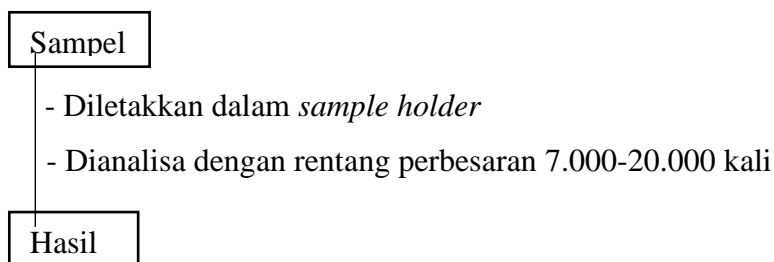 Sampel
- Diletakkan dalam sample holder
- Dianalisa dengan rentang perbesaran 7.000-20.000 kali
Hasil